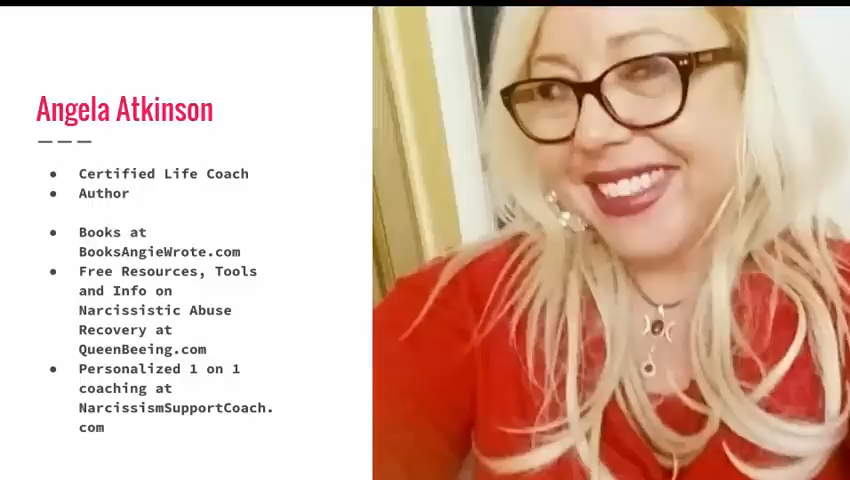 Angela Atkinson
● Certified Life Coach
● Author
● Books at
BooksAngieWrote.com
● Free Resources, Tools
and Info on
Narcissistic Abuse
Recovery at
QueenBeeing.com
● Personalized 1 on 1
coaching at
NarcissismSupportCoach.
com